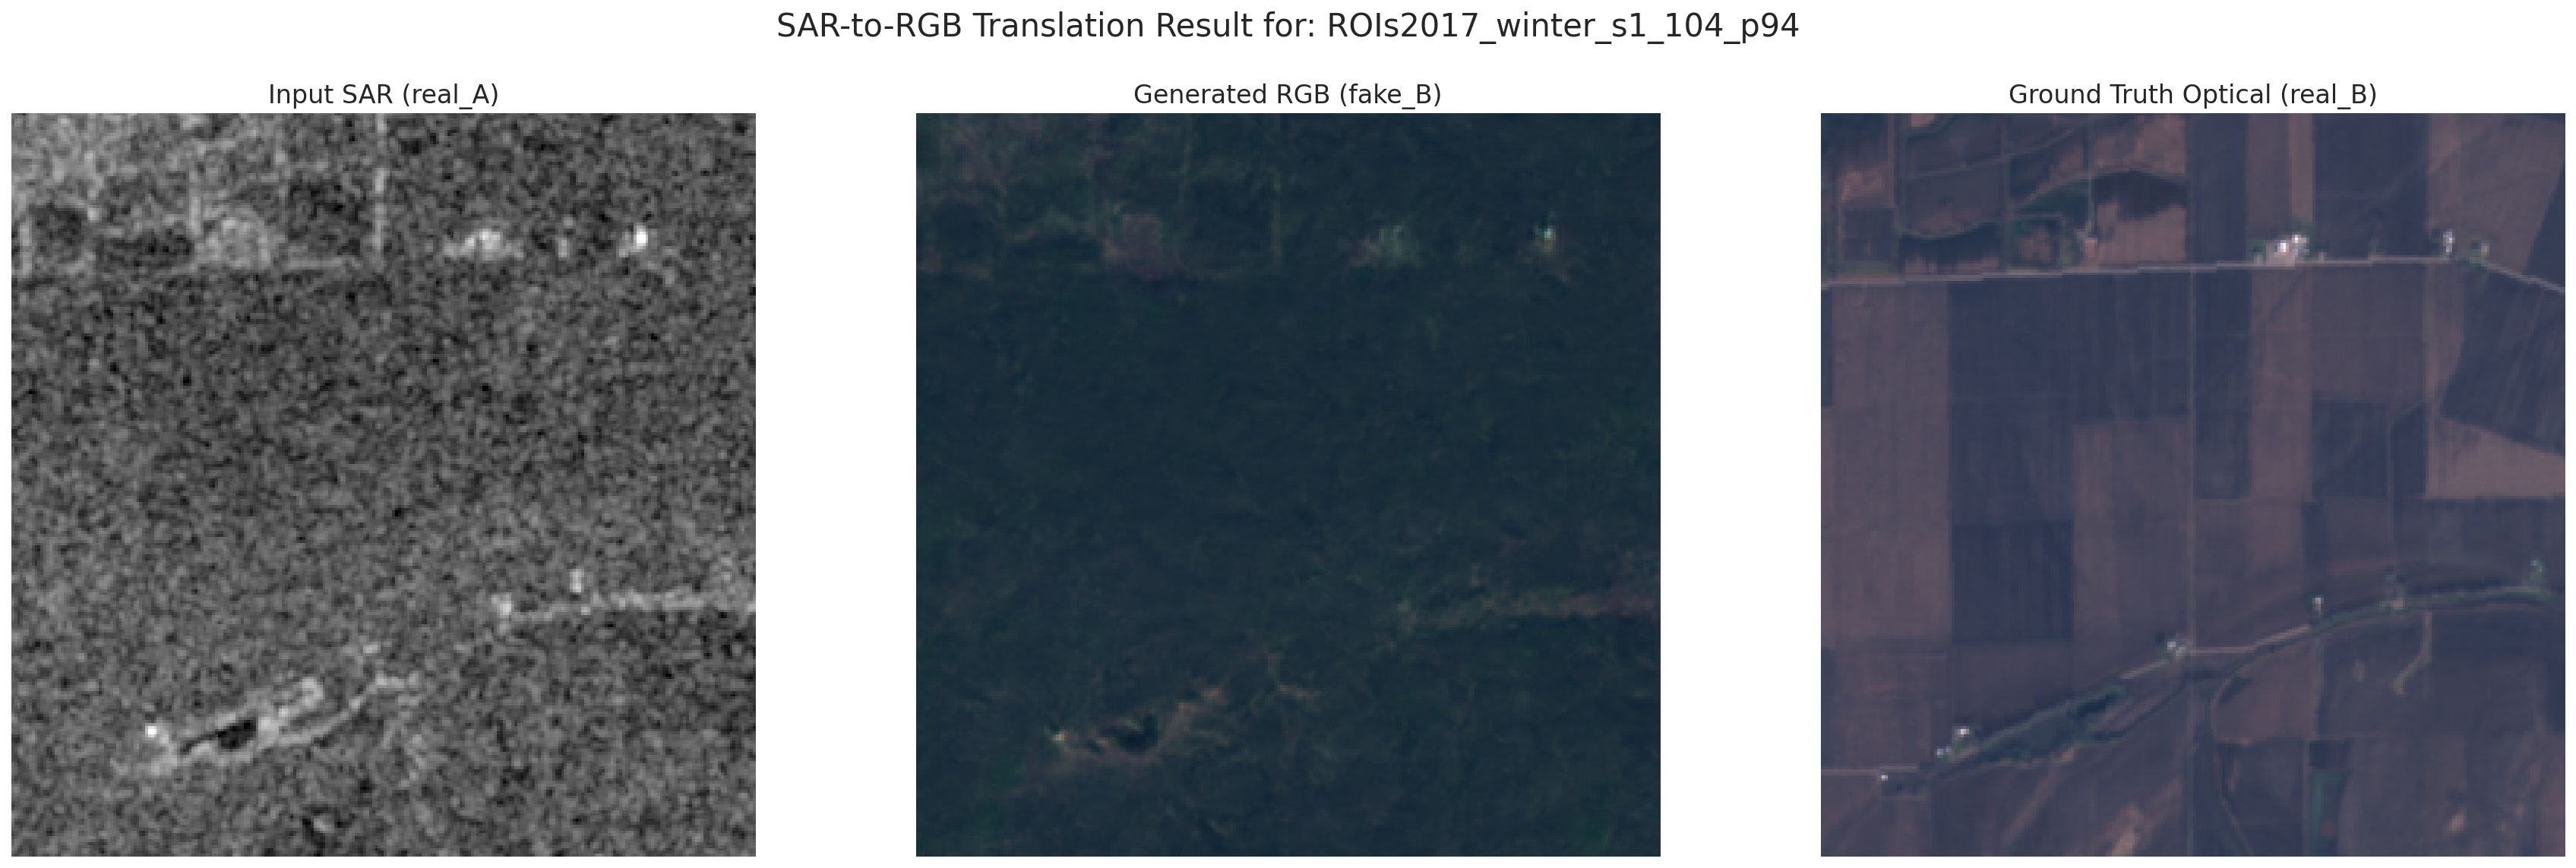 SAR-to-RGB Translation Result for: ROIs2017_winter_s1_104_p94
Input SAR (real_A)
Generated RGB (fake_B)
Ground Truth Optical (real_B)